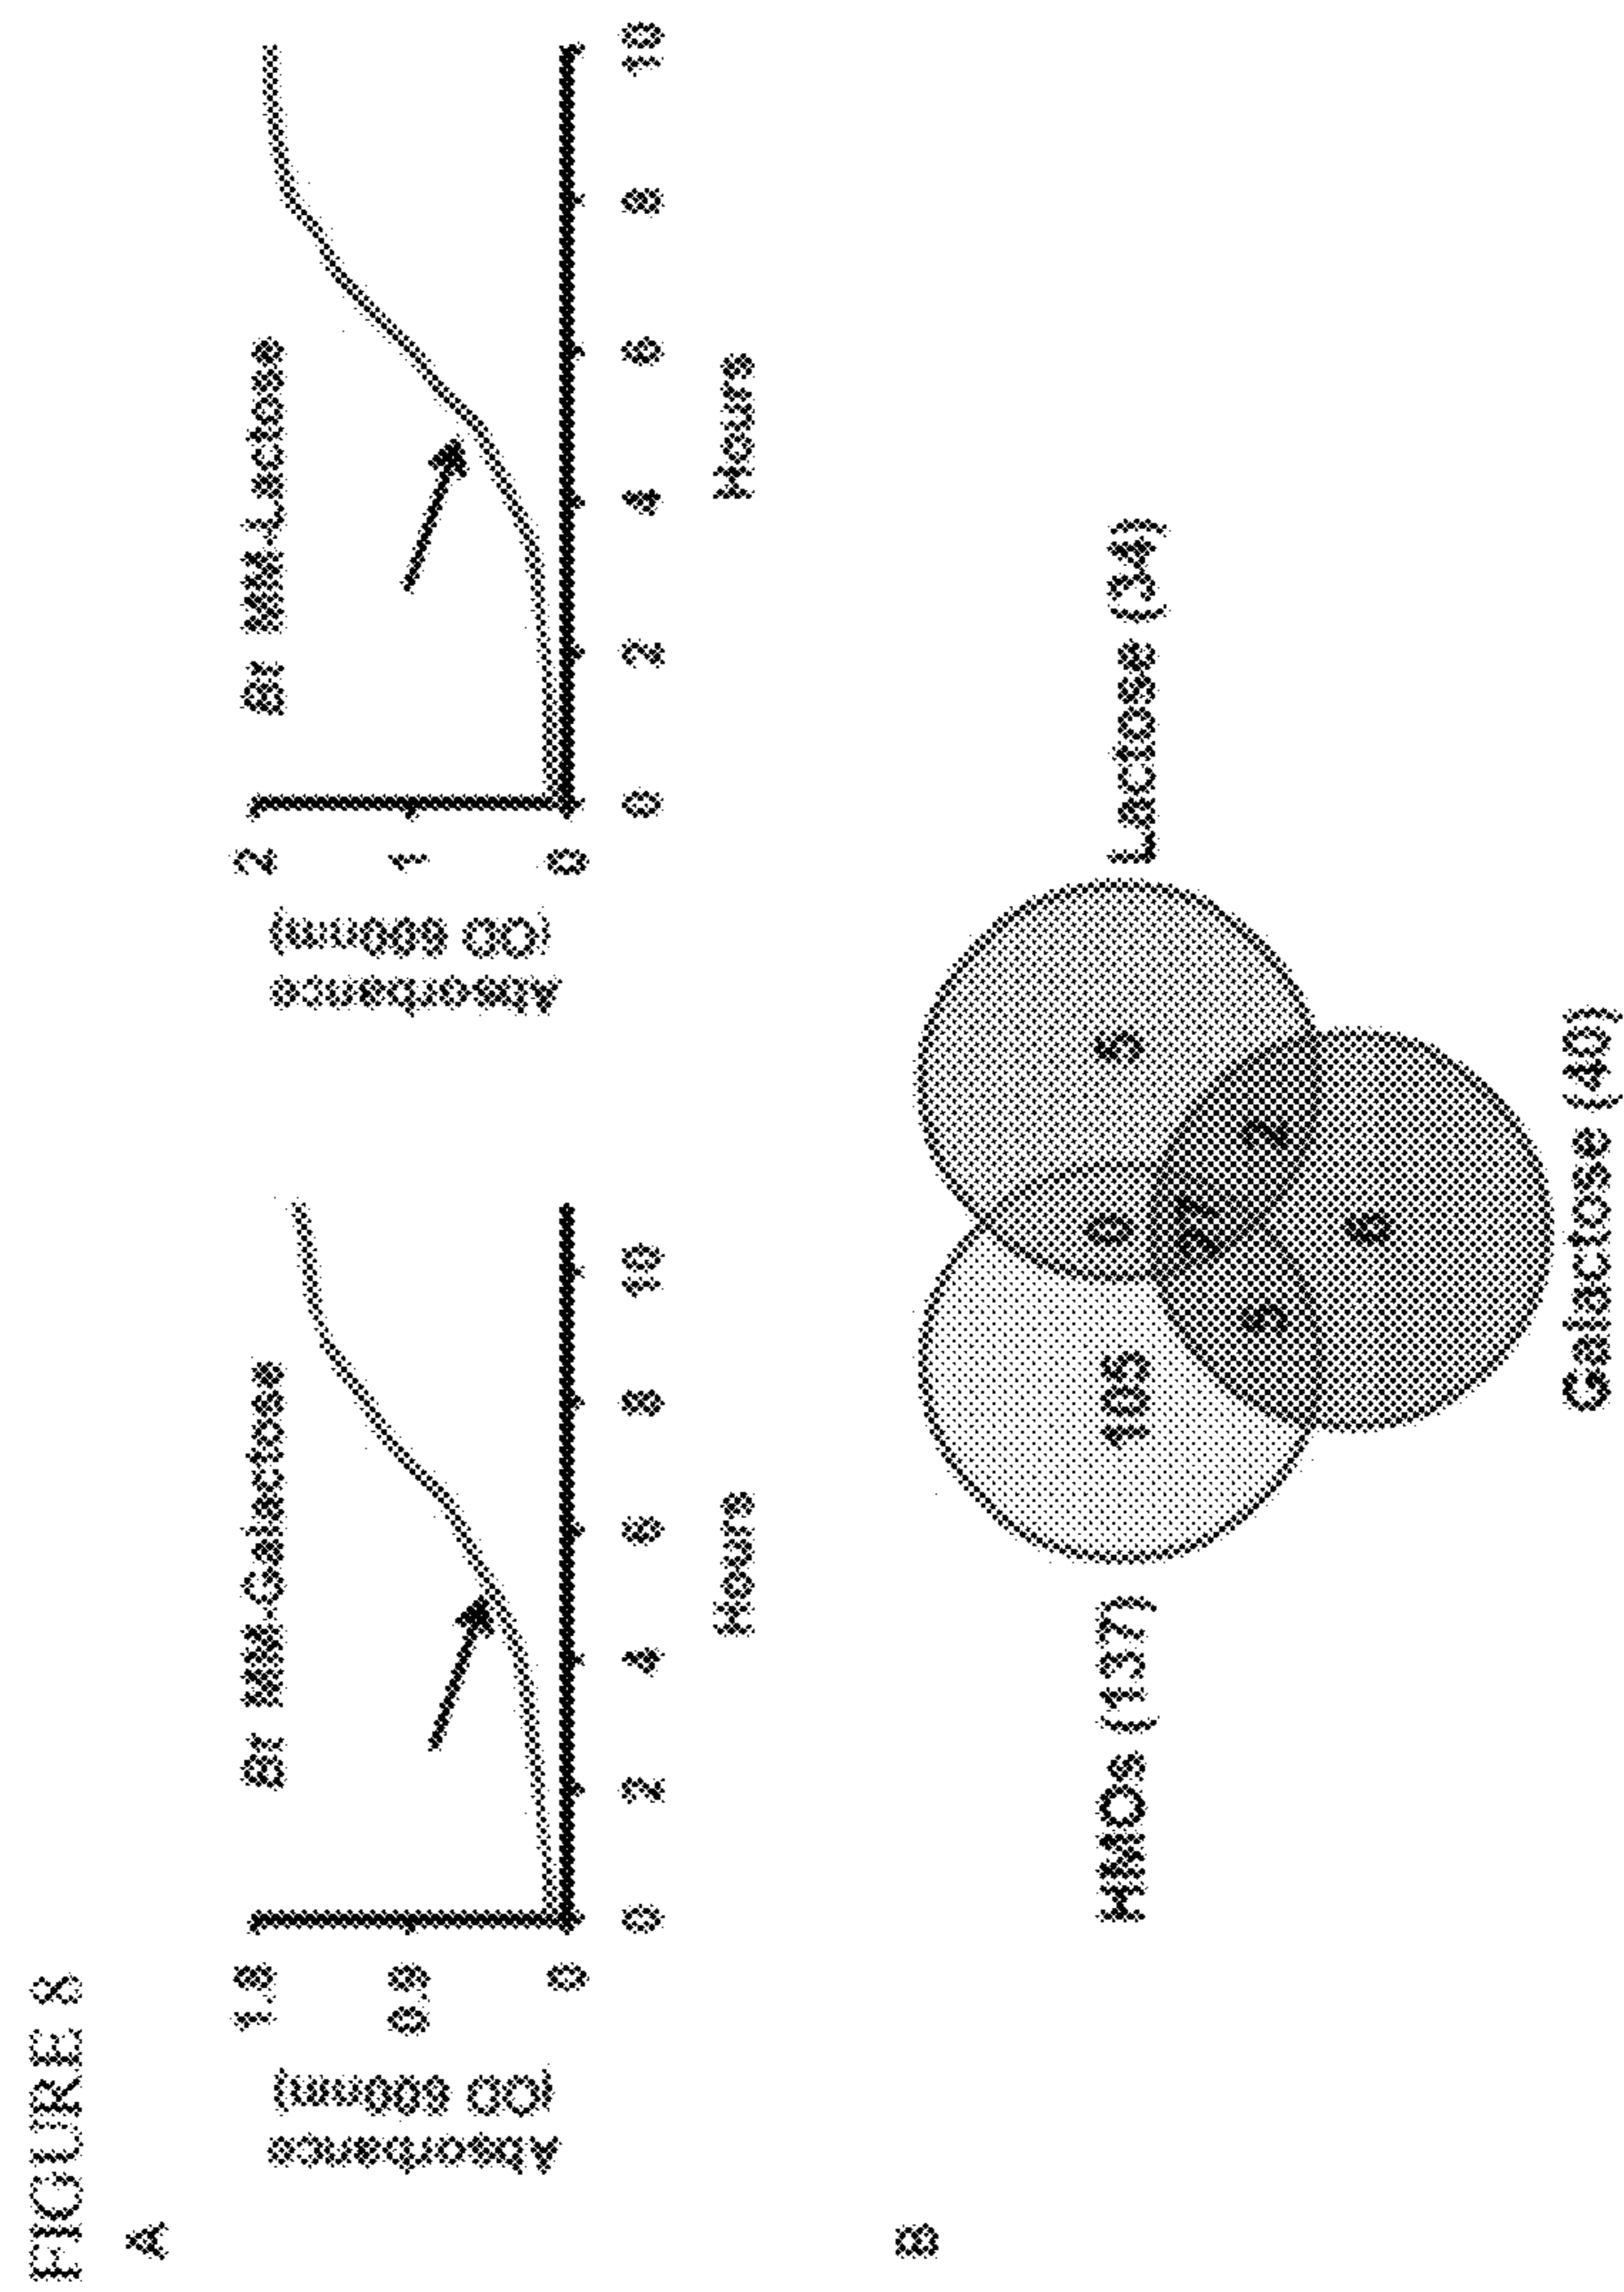 FIGURE 8
A
Bt MM-Galactose
Absorbance
(OD 600nm)
1.8
0.9
0
0 2 4 6 8 10
Hours
Bt MM-Lactose
Absorbance
(OD 600nm)
2
1
0
0 2 4 6 8 10
Hours
B
HMOs (137)
105
0
5
Lactose (34)
27
5
2
6
Galactose (40)